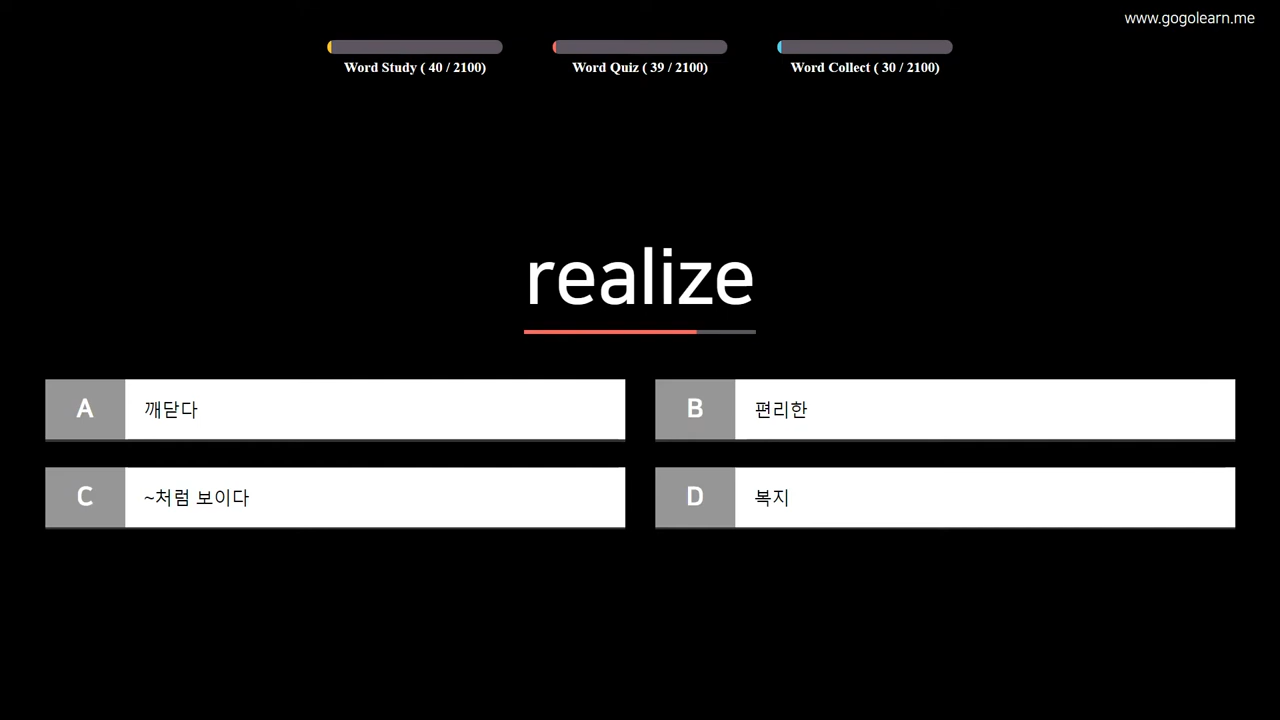 www.gogolearn.me
Word Study ( 40 / 2100)
Word Quiz ( 39 / 2100)
Word Collect ( 30 / 2100)
realize
A 깨닫다
B 편리한
C ~처럼 보이다
D 복지